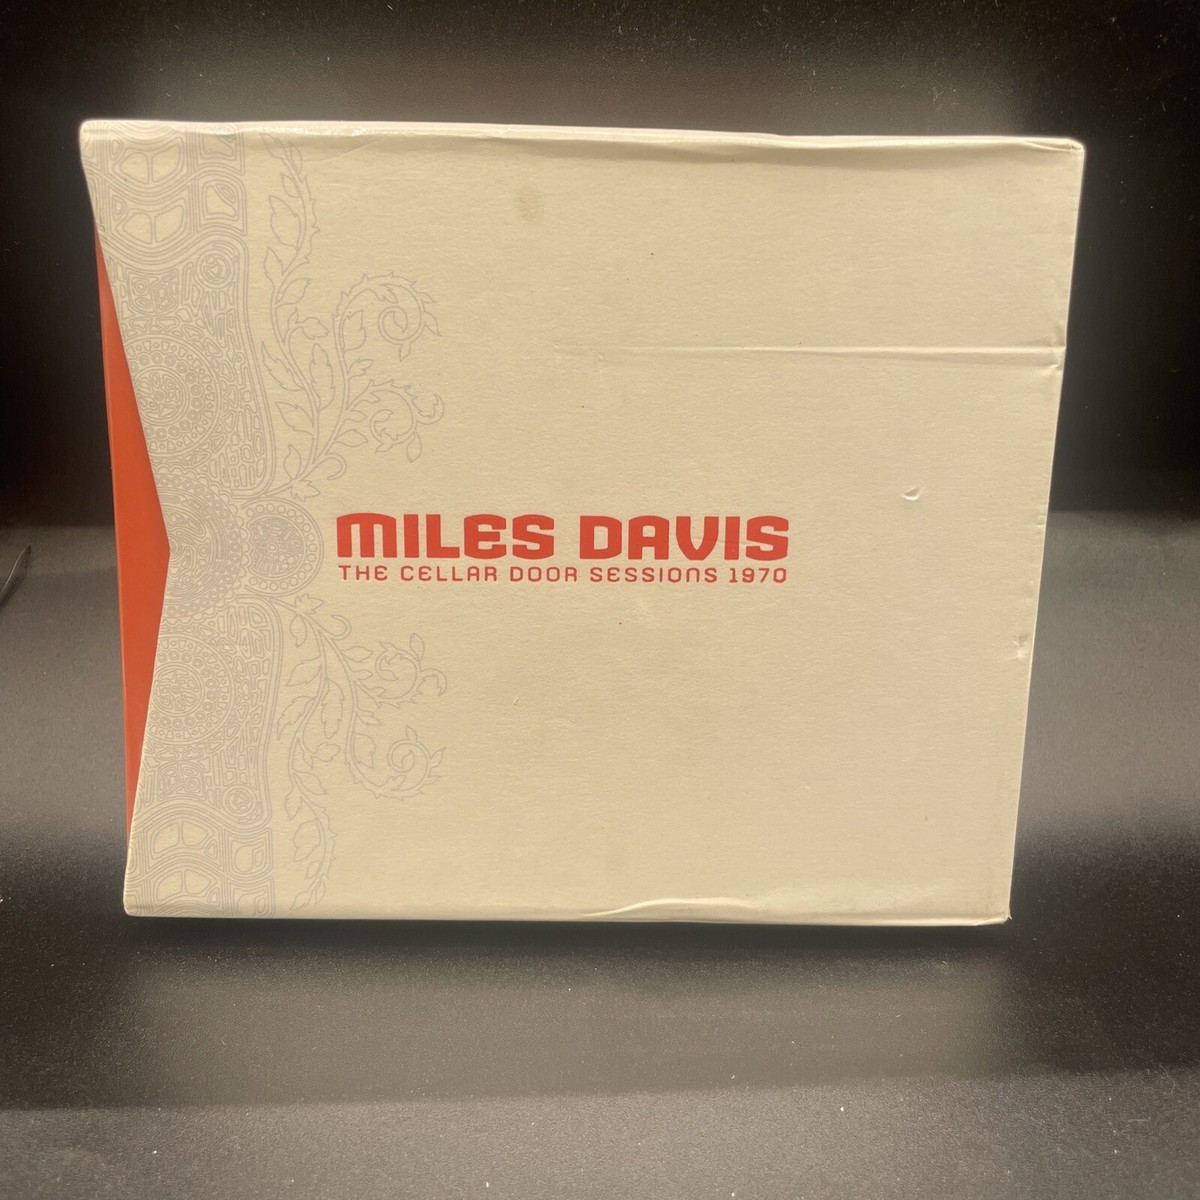 MILES DAVIS
THE CELLAR DOOR SESSIONS 1970